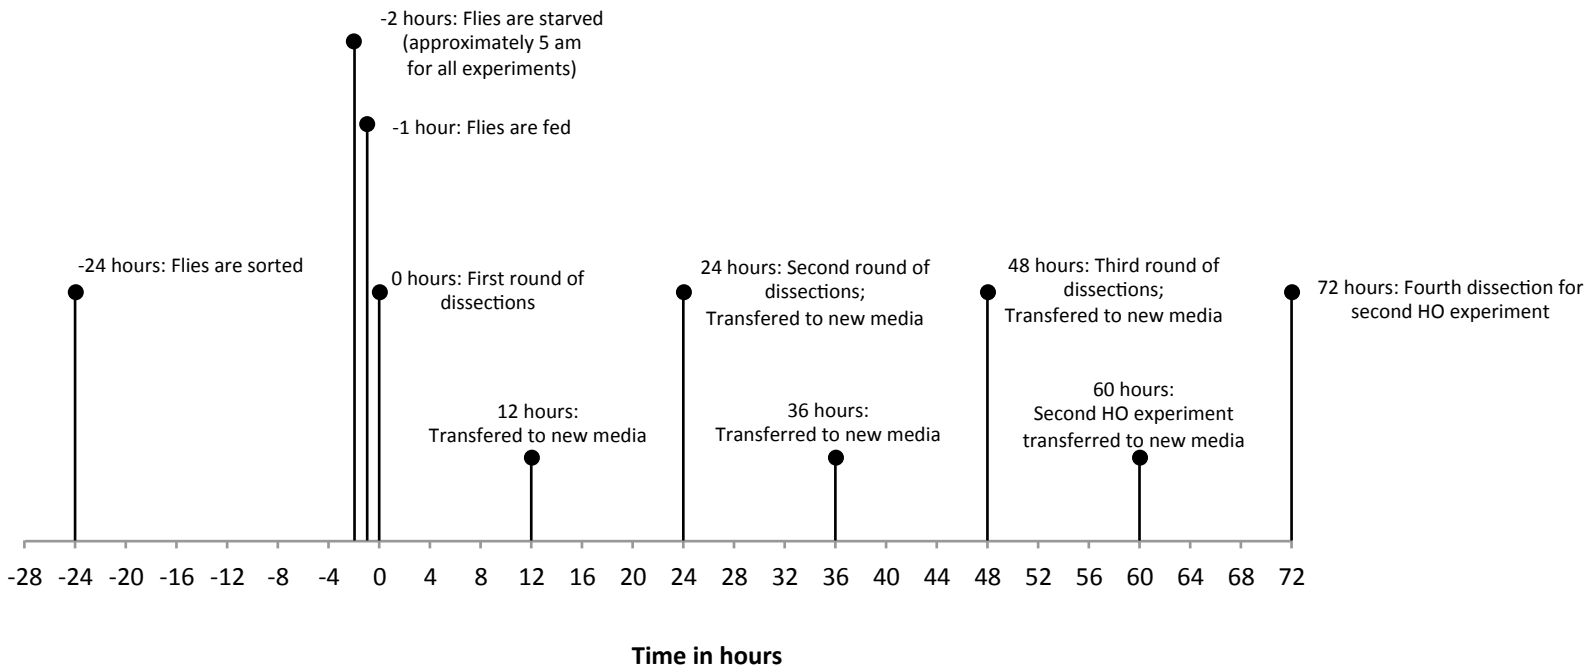 -2 hours: Flies are starved
(approximately 5 am
for all experiments)
-1 hour: Flies are fed
-24 hours: Flies are sorted
0 hours: First round of
dissections
24 hours: Second round of
dissections;
Transfered to new media
48 hours: Third round of
dissections;
Transfered to new media
72 hours: Fourth dissection for
second HO experiment
12 hours:
Transfered to new media
36 hours:
Transferred to new media
60 hours:
Second HO experiment
transferred to new media
-28 -24 -20 -16 -12 -8 -4 0 4 8 12 16 20 24 28 32 36 40 44 48 52 56 60 64 68 72
Time in hours